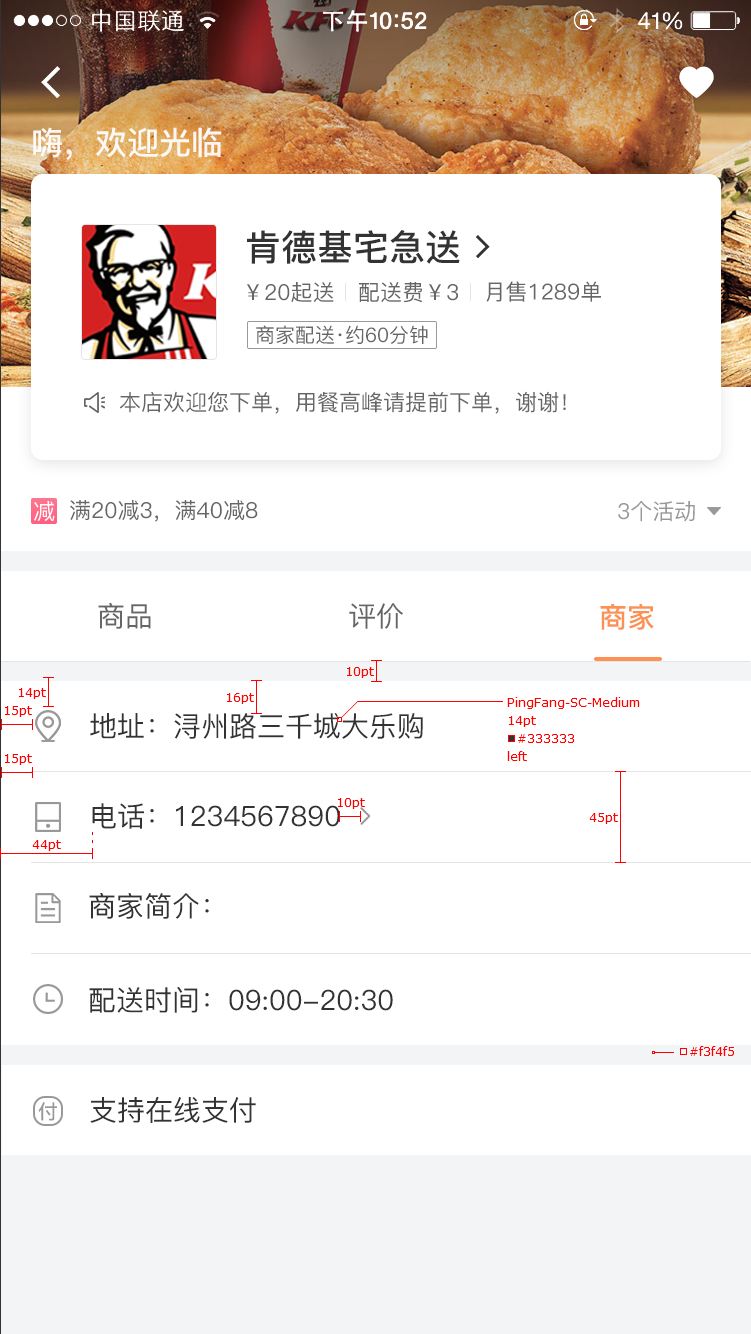 中国联通 下午10:52 41%
KFC
嗨，欢迎光临
K
肯德基宅急送
￥20起送 配送费￥3 月售1289单
商家配送·约60分钟
本店欢迎您下单，用餐高峰请提前下单，谢谢！
减 满20减3，满40减8 3个活动
商品 评价 商家
10pt
14pt
16pt
15pt
PingFang-SC-Medium
14pt
#333333
left
地址：浔州路三千城大乐购
15pt
电话：1234567890
10pt
45pt
44pt
商家简介：
配送时间：09:00-20:30
#f3f4f5
付 支持在线支付